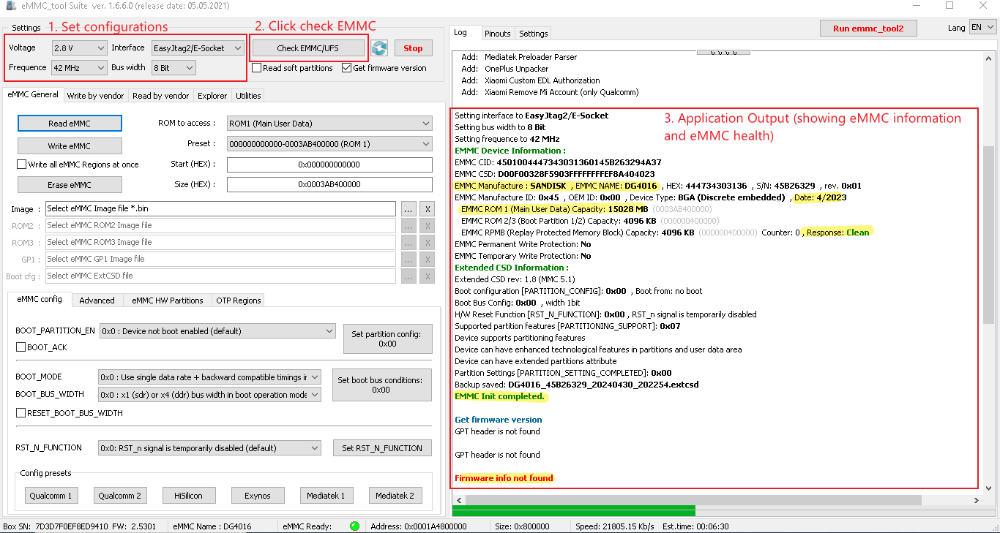 eMMC_tool Suite ver. 1.6.6.0 (release date: 05.05.2021)
Settings
1. Set configurations
2. Click check EMMC
Voltage
2.8 V
Interface
EasyJtag2/E-Socket
Check EMMC/UFS
Stop
Frequence
42 MHz
Bus width
8 Bit
Read soft partitions
Get firmware version
eMMC General
Write by vendor
Read by vendor
Explorer
Utilities
Read eMMC
ROM to access :
ROM1 (Main User Data)
Write eMMC
Preset :
000000000000-0003AB400000 (ROM 1)
Write all eMMC Regions at once
Start (HEX) :
0x000000000000
Erase eMMC
Size (HEX) :
0x0003AB400000
Image :
Select eMMC Image file *.bin
...
X
ROM2 :
Select eMMC ROM2 Image file
...
X
ROM3 :
Select eMMC ROM3 Image file
...
X
GP1 :
Select eMMC GP1 Image file
...
X
Boot cfg :
Select eMMC ExtCSD file
...
X
eMMC config
Advanced
eMMC HW Partitions
OTP Regions
BOOT_PARTITION_EN
0x0 : Device not boot enabled (default)
Set partition config:
0x00
BOOT_ACK
BOOT_MODE
0x0 : Use single data rate + backward compatible timings i
Set boot bus conditions:
0x00
BOOT_BUS_WIDTH
0x0 : x1 (sdr) or x4 (ddr) bus width in boot operation mode
RESET_BOOT_BUS_WIDTH
RST_N_FUNCTION
0x0: RST_n signal is temporarily disabled (default)
Set RST_N_FUNCTION
Config presets
Qualcomm 1
Qualcomm 2
HiSilicon
Exynos
Mediatek 1
Mediatek 2
Log
Pinouts
Settings
Run emmc_tool2
Lang
EN
Add: Mediatek Preloader Parser
Add: OnePlus Unpacker
Add: Xiaomi Custom EDL Authorization
Add: Xiaomi Remove Mi Account (only Qualcomm)
3. Application Output (showing eMMC information
and eMMC health)
Setting interface to EasyJtag2/E-Socket
Setting bus width to 8 Bit
Setting frequence to 42 MHz
EMMC Device Information :
EMMC CID: 4501004447343031360145B263294A37
EMMC CSD: D00F00328F5903FFFFFFFFEF8A404023
EMMC Manufacture : SANDISK , EMMC NAME: DG4016 , HEX: 444734303136 , S/N: 45B26329 , rev. 0x01
EMMC Manufacture ID: 0x45 , OEM ID: 0x00 , Device Type: BGA (Discrete embedded) , Date: 4/2023
EMMC ROM 1 (Main User Data) Capacity: 15028 MB (0003AB400000)
EMMC ROM 2/3 (Boot Partition 1/2) Capacity: 4096 KB (000000400000)
EMMC RPMB (Replay Protected Memory Block) Capacity: 4096 KB (000000400000) Counter: 0 , Response: Clean
EMMC Permanent Write Protection: No
EMMC Temporary Write Protection: No
Extended CSD Information :
Extended CSD rev: 1.8 (MMC 5.1)
Boot configuration [PARTITION_CONFIG]: 0x00 , Boot from: no boot
Boot Bus Config: 0x00 , width 1bit
H/W Reset Function [RST_N_FUNCTION]: 0x00 , RST_n signal is temporarily disabled
Supported partition features [PARTITIONING_SUPPORT]: 0x07
Device supports partitioning features
Device can have enhanced technological features in partitions and user data area
Device can have extended partitions attribute
Partition Settings [PARTITION_SETTING_COMPLETED]: 0x00
Backup saved: DG4016_45B26329_20240430_202254.extcsd
EMMC Init completed.
Get firmware version
GPT header is not found
GPT header is not found
Firmware info not found
Box SN: 7D3D7F0EF8ED9410 FW: 2.5301
eMMC Name : DG4016
eMMC Ready:
Address: 0x0001A4800000
Size: 0x800000
Speed: 21805.15 Kb/s
Est.time: 00:06:30